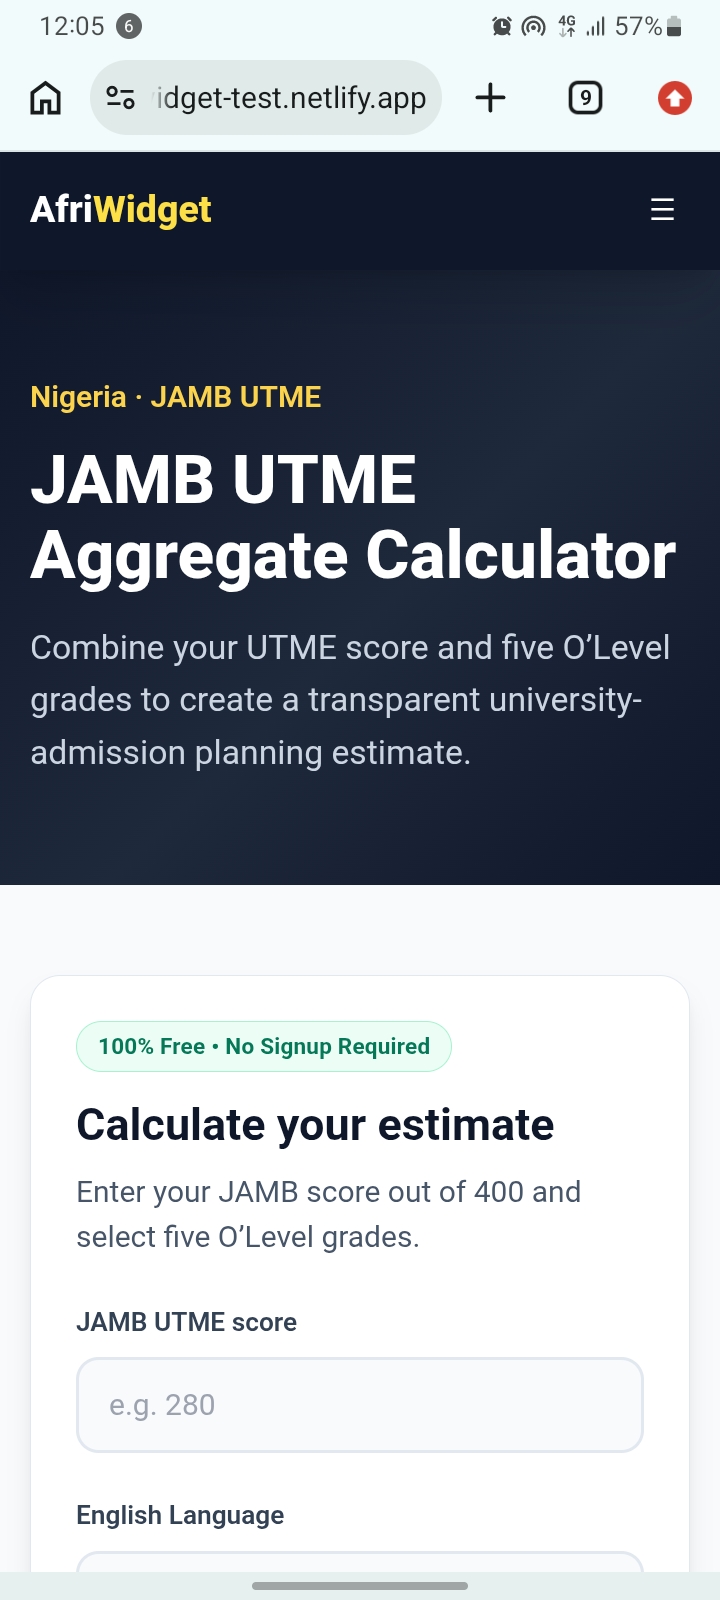 12:05 6 4G 57%
idget-test.netlify.app 9
AfriWidget
Nigeria · JAMB UTME
JAMB UTME
Aggregate Calculator
Combine your UTME score and five O’Level
grades to create a transparent university-
admission planning estimate.
100% Free • No Signup Required
Calculate your estimate
Enter your JAMB score out of 400 and
select five O’Level grades.
JAMB UTME score
e.g. 280
English Language